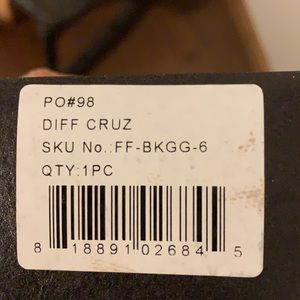 PO#98
DIFF CRUZ
SKU No.:FF-BKGG-6
QTY:1PC
8 18891 02684 5